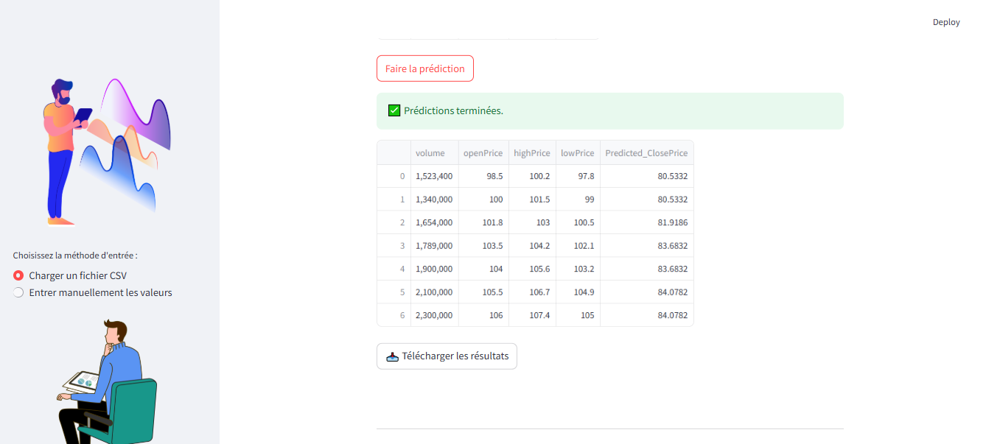 Deploy
Choisissez la méthode d'entrée :
Charger un fichier CSV
Entrer manuellement les valeurs
Faire la prédiction
✅ Prédictions terminées.
volume openPrice highPrice lowPrice Predicted_ClosePrice
0 1,523,400 98.5 100.2 97.8 80.5332
1 1,340,000 100 101.5 99 80.5332
2 1,654,000 101.8 103 100.5 81.9186
3 1,789,000 103.5 104.2 102.1 83.6832
4 1,900,000 104 105.6 103.2 83.6832
5 2,100,000 105.5 106.7 104.9 84.0782
6 2,300,000 106 107.4 105 84.0782
📥 Télécharger les résultats